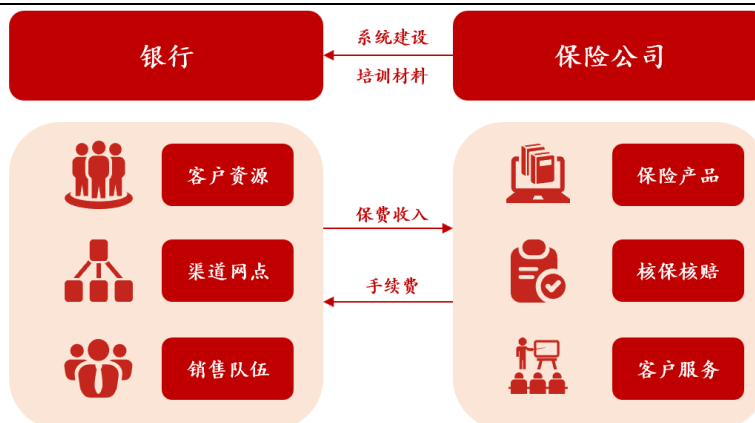 银行
系统建设
培训材料
保险公司
客户资源
渠道网点
销售队伍
保费收入
手续费
保险产品
核保核赔
客户服务